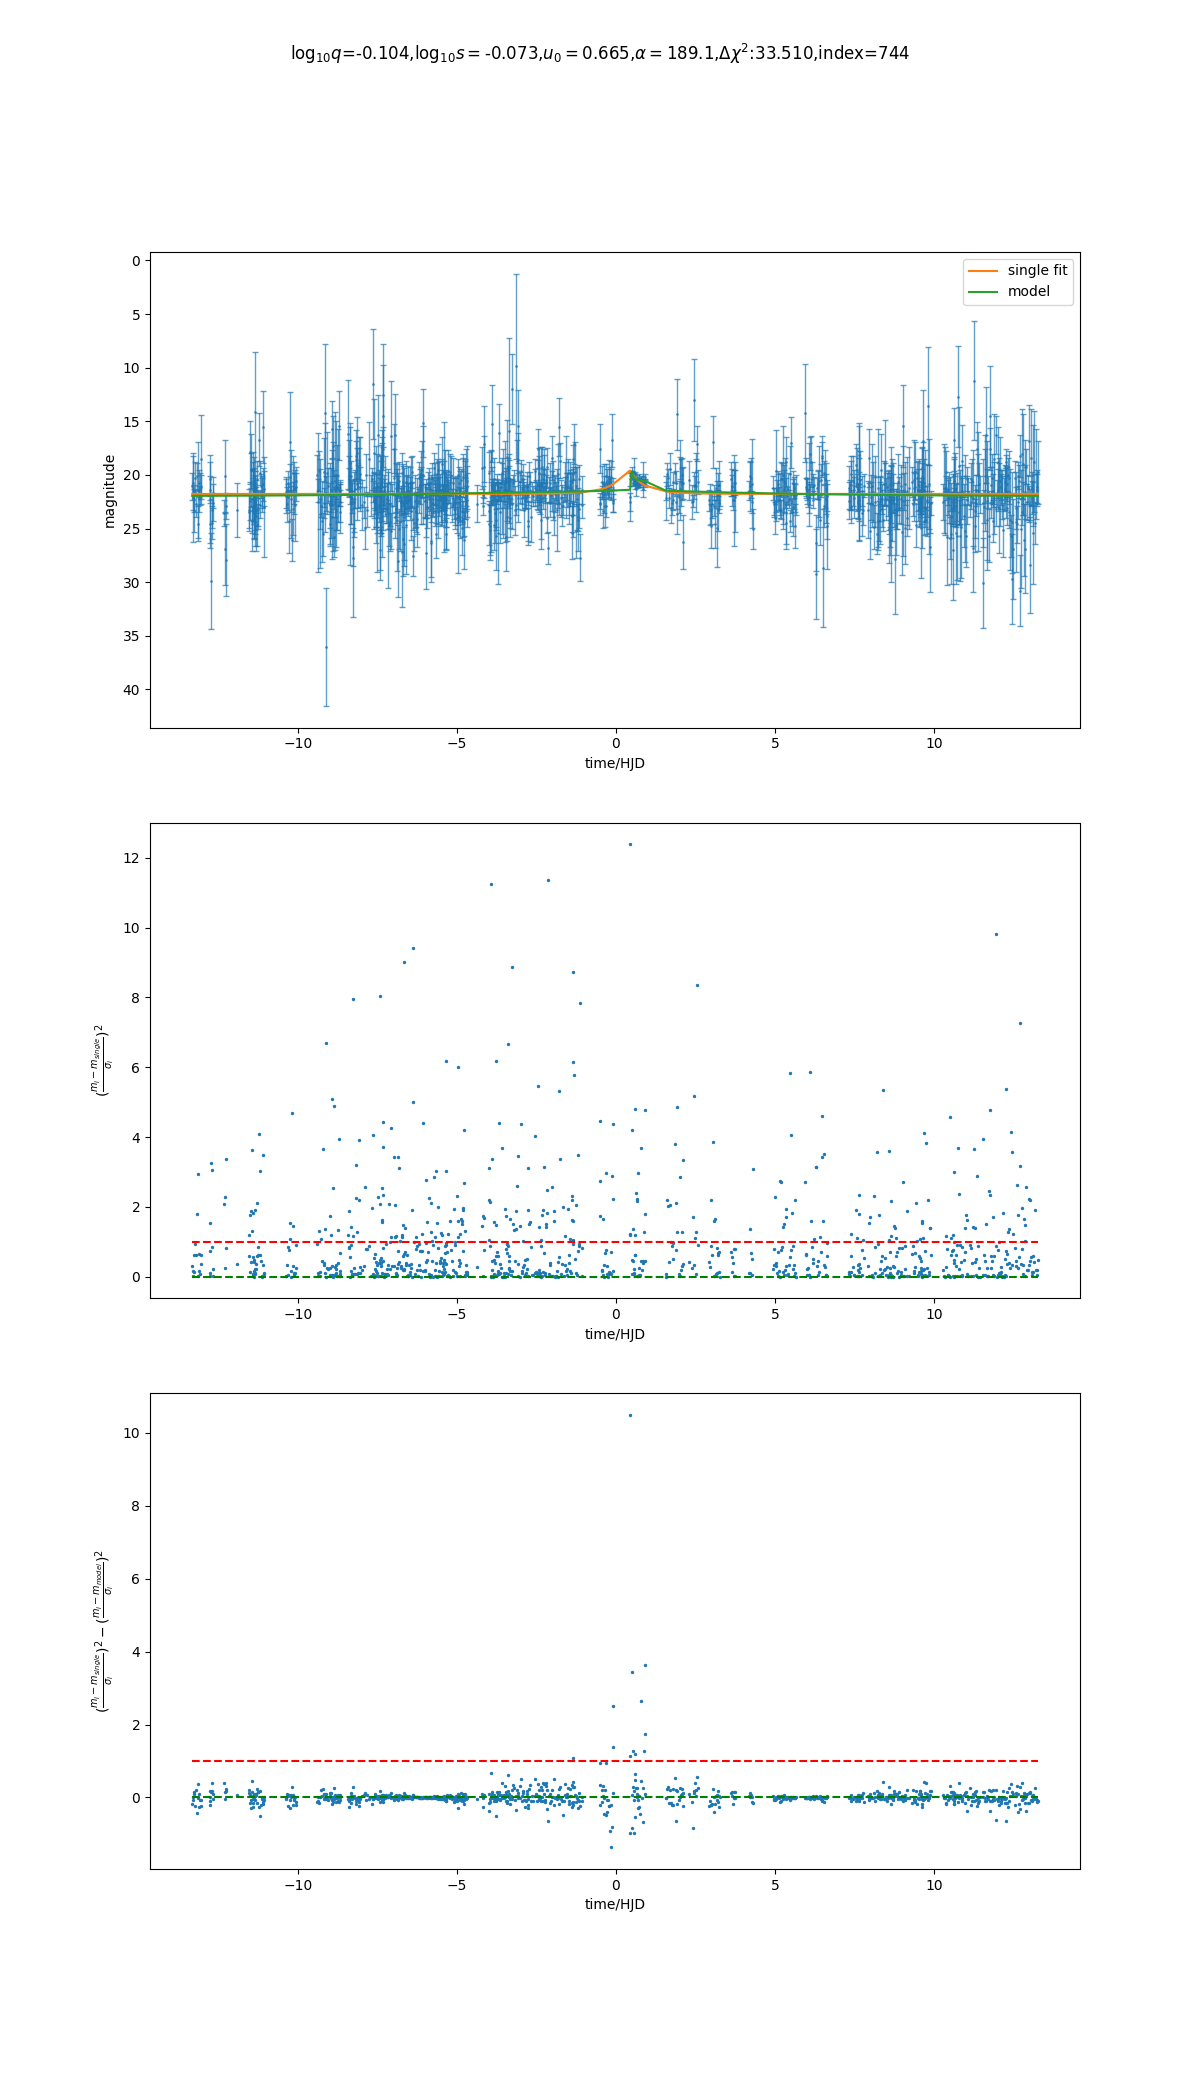 log₁₀q=-0.104,log₁₀s = -0.073,u₀ = 0.665,α = 189.1,Δχ²:33.510,index=744
0
5
10
15
20
25
30
35
40
magnitude
single fit
model
−10 −5 0 5 10
time/HJD
12
10
8
6
4
2
0
(mᵢ − m_single / σᵢ)²
−10 −5 0 5 10
time/HJD
10
8
6
4
2
0
(mᵢ − m_single / σᵢ)² − (mᵢ − m_model / σᵢ)²
−10 −5 0 5 10
time/HJD